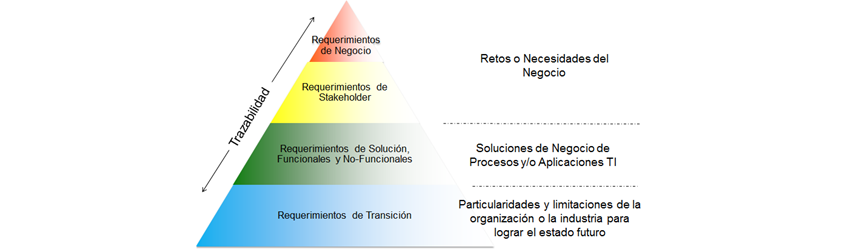 Requerimientos
de Negocio
Retos o Necesidades del
Negocio
Trazabilidad
Requerimientos de
Stakeholder
Requerimientos de Solución,
Funcionales y No-Funcionales
Soluciones de Negocio de
Procesos y/o Aplicaciones TI
Requerimientos de Transición
Particularidades y limitaciones de la
organización o la industria para
lograr el estado futuro